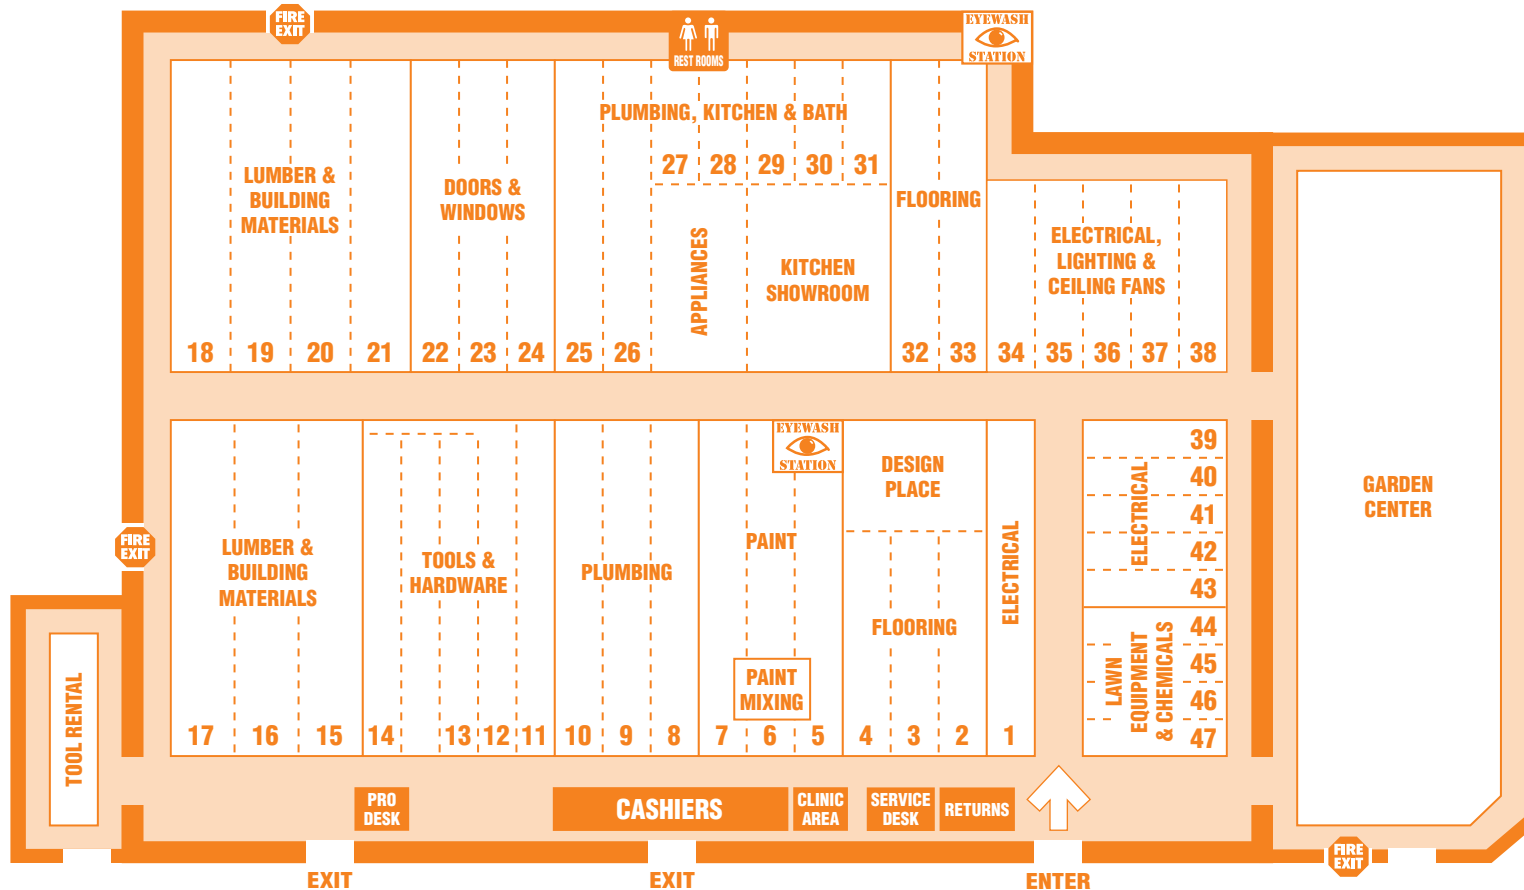 FIRE
EXIT
REST ROOMS
EYEWASH
STATION
PLUMBING, KITCHEN & BATH
27 28 29 30 31
LUMBER &
BUILDING
MATERIALS
DOORS &
WINDOWS
APPLIANCES
KITCHEN
SHOWROOM
FLOORING
ELECTRICAL,
LIGHTING &
CEILING FANS
18 19 20 21 22 23 24 25 26 32 33 34 35 36 37 38
EYEWASH
STATION
DESIGN
PLACE
39
40
41
42
43
ELECTRICAL
GARDEN
CENTER
FIRE
EXIT
LUMBER &
BUILDING
MATERIALS
TOOLS &
HARDWARE
PLUMBING
PAINT
FLOORING
ELECTRICAL
44
45
46
47
LAWN
EQUIPMENT
& CHEMICALS
PAINT
MIXING
TOOL RENTAL
17 16 15 14 13 12 11 10 9 8 7 6 5 4 3 2 1
PRO
DESK
CASHIERS
CLINIC
AREA
SERVICE
DESK
RETURNS
FIRE
EXIT
EXIT
EXIT
ENTER